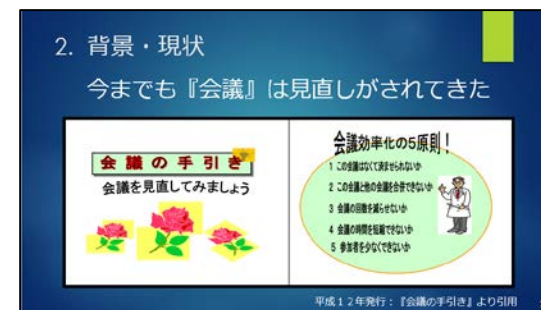 2. 背景・現状
今までも『会議』は見直しがされてきた
会議の手引き
会議を見直してみましょう
会議効率化の5原則！
1 この会議はなくて済ませられないか
2 この会議と他の会議を合併できないか
3 会議の回数を減らせないか
4 会議の時間を短縮できないか
5 参加者を少なくできないか
平成12年発行：『会議の手引き』より引用